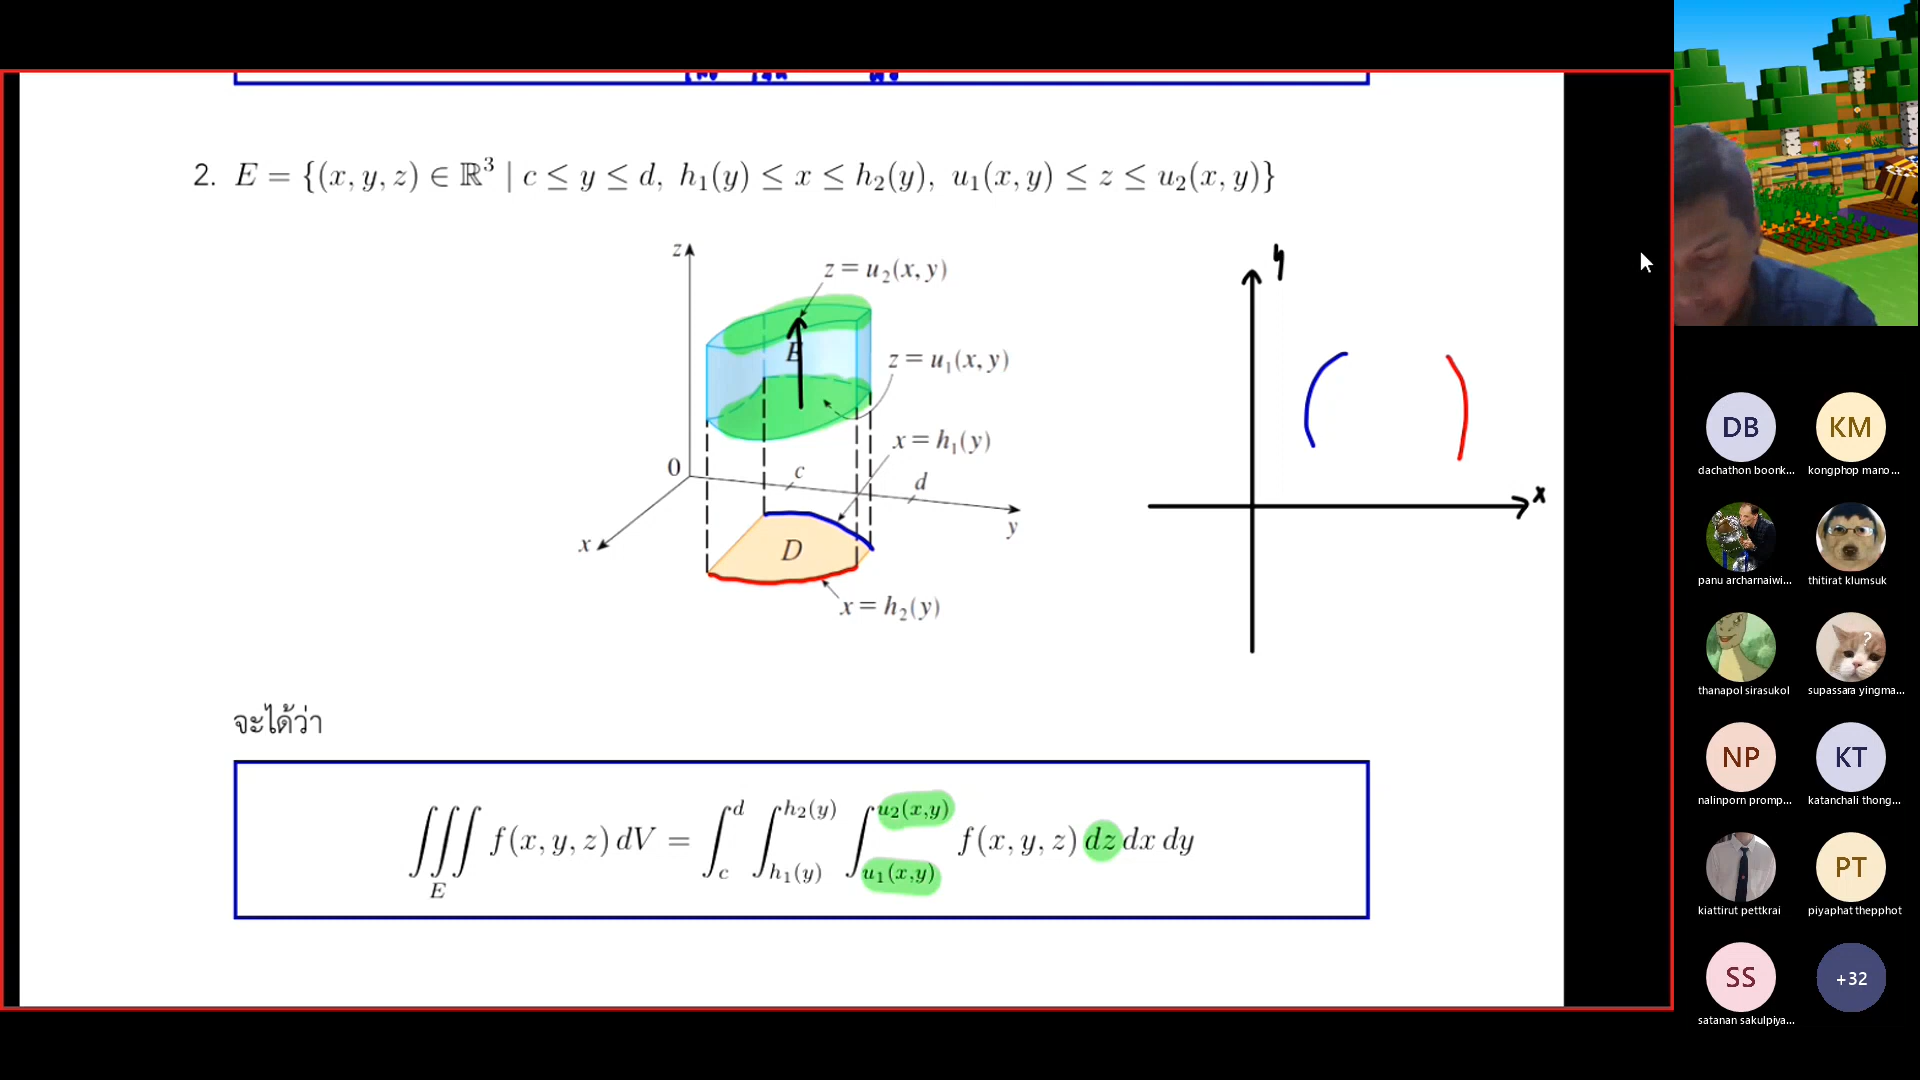 2. E = {(x, y, z) ∈ ℝ³ | c ≤ y ≤ d, h₁(y) ≤ x ≤ h₂(y), u₁(x, y) ≤ z ≤ u₂(x, y)}
z
z = u₂(x, y)
E
z = u₁(x, y)
x = h₁(y)
0
c
d
y
x
D
x = h₂(y)
y
x
จะได้ว่า
∭_E f(x, y, z) dV = ∫_c^d ∫_{h₁(y)}^{h₂(y)} ∫_{u₁(x,y)}^{u₂(x,y)} f(x, y, z) dz dx dy
DB
KM
dachathon boonk...
kongphop mano...
panu archarnaiwi...
thitirat klumsuk
?
thanapol sirasukol
supassara yingma...
NP
KT
nalinporn promp...
katanchali thong...
PT
kiattirut pettkrai
piyaphat thepphot
SS
+32
satanan sakulpiya...